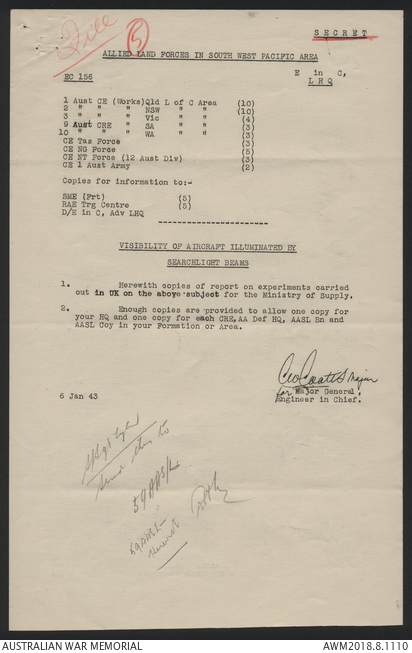 File 5
SECRET
ALLIED LAND FORCES IN SOUTH WEST PACIFIC AREA
EC 156
E in C,
LHQ
1 Aust CE (Works) Qld L of C Area (10)
2 " " " NSW " " (10)
3 " " " Vic " " (4)
9 Aust CRE " SA " " (3)
10 " " " WA " " (3)
CE Tas Force (3)
CE NG Force (5)
CE NT Force (12 Aust Div) (3)
CE 1 Aust Army (2)
Copies for information to:-
SME (Frt) (5)
RAE Trg Centre (5)
D/E in C, Adv LHQ
VISIBILITY OF AIRCRAFT ILLUMINATED BY
SEARCHLIGHT BEAMS
1. Herewith copies of report on experiments carried
out in UK on the above subject for the Ministry of Supply.
2. Enough copies are provided to allow one copy for
your HQ and one copy for each CRE, AA Def HQ, AASL Bn and
AASL Coy in your Formation or Area.
Major
for Major General,
Engineer in Chief.
6 Jan 43
send this to
59
AUSTRALIAN WAR MEMORIAL
AWM2018.8.1110